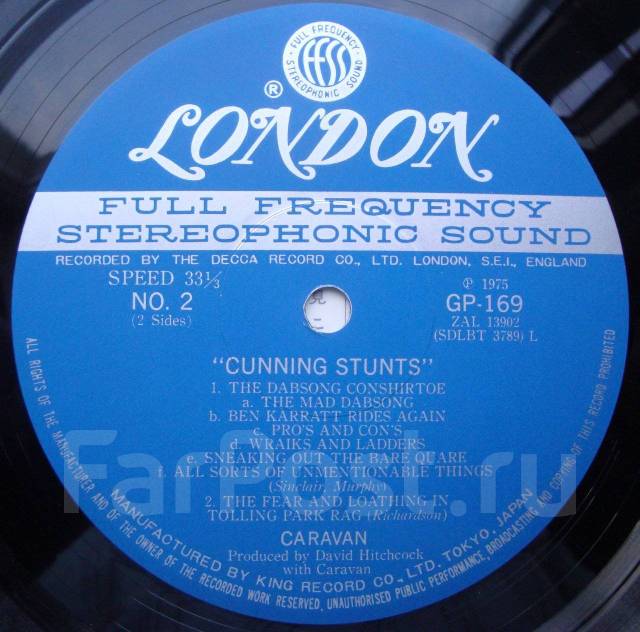 FULL FREQUENCY
ffss
STEREOPHONIC SOUND
®
LONDON
FULL FREQUENCY
STEREOPHONIC SOUND
RECORDED BY THE DECCA RECORD CO., LTD. LONDON, S.E.I., ENGLAND
SPEED 33⅓
℗ 1975
NO. 2
GP-169
(2 Sides)
ZAL 13902
(SDLBT 3789) L
"CUNNING STUNTS"
1. THE DABSONG CONSHIRTOE
a. THE MAD DABSONG
b. BEN KARRATT RIDES AGAIN
c. PRO'S AND CON'S
d. WRAIKS AND LADDERS
e. SNEAKING OUT THE BARE QUARE
f. ALL SORTS OF UNMENTIONABLE THINGS
(Sinclair, Murphy)
2. THE FEAR AND LOATHING IN
TOLLING PARK RAG (Richardson)
CARAVAN
Produced by David Hitchcock
with Caravan
MANUFACTURED BY KING RECORD CO., LTD. TOKYO, JAPAN
ALL RIGHTS OF THE MANUFACTURER AND OF THE OWNER OF THE RECORDED WORK RESERVED, UNAUTHORISED PUBLIC PERFORMANCE, BROADCASTING AND COPYING OF THIS RECORD PROHIBITED
FarPost.ru